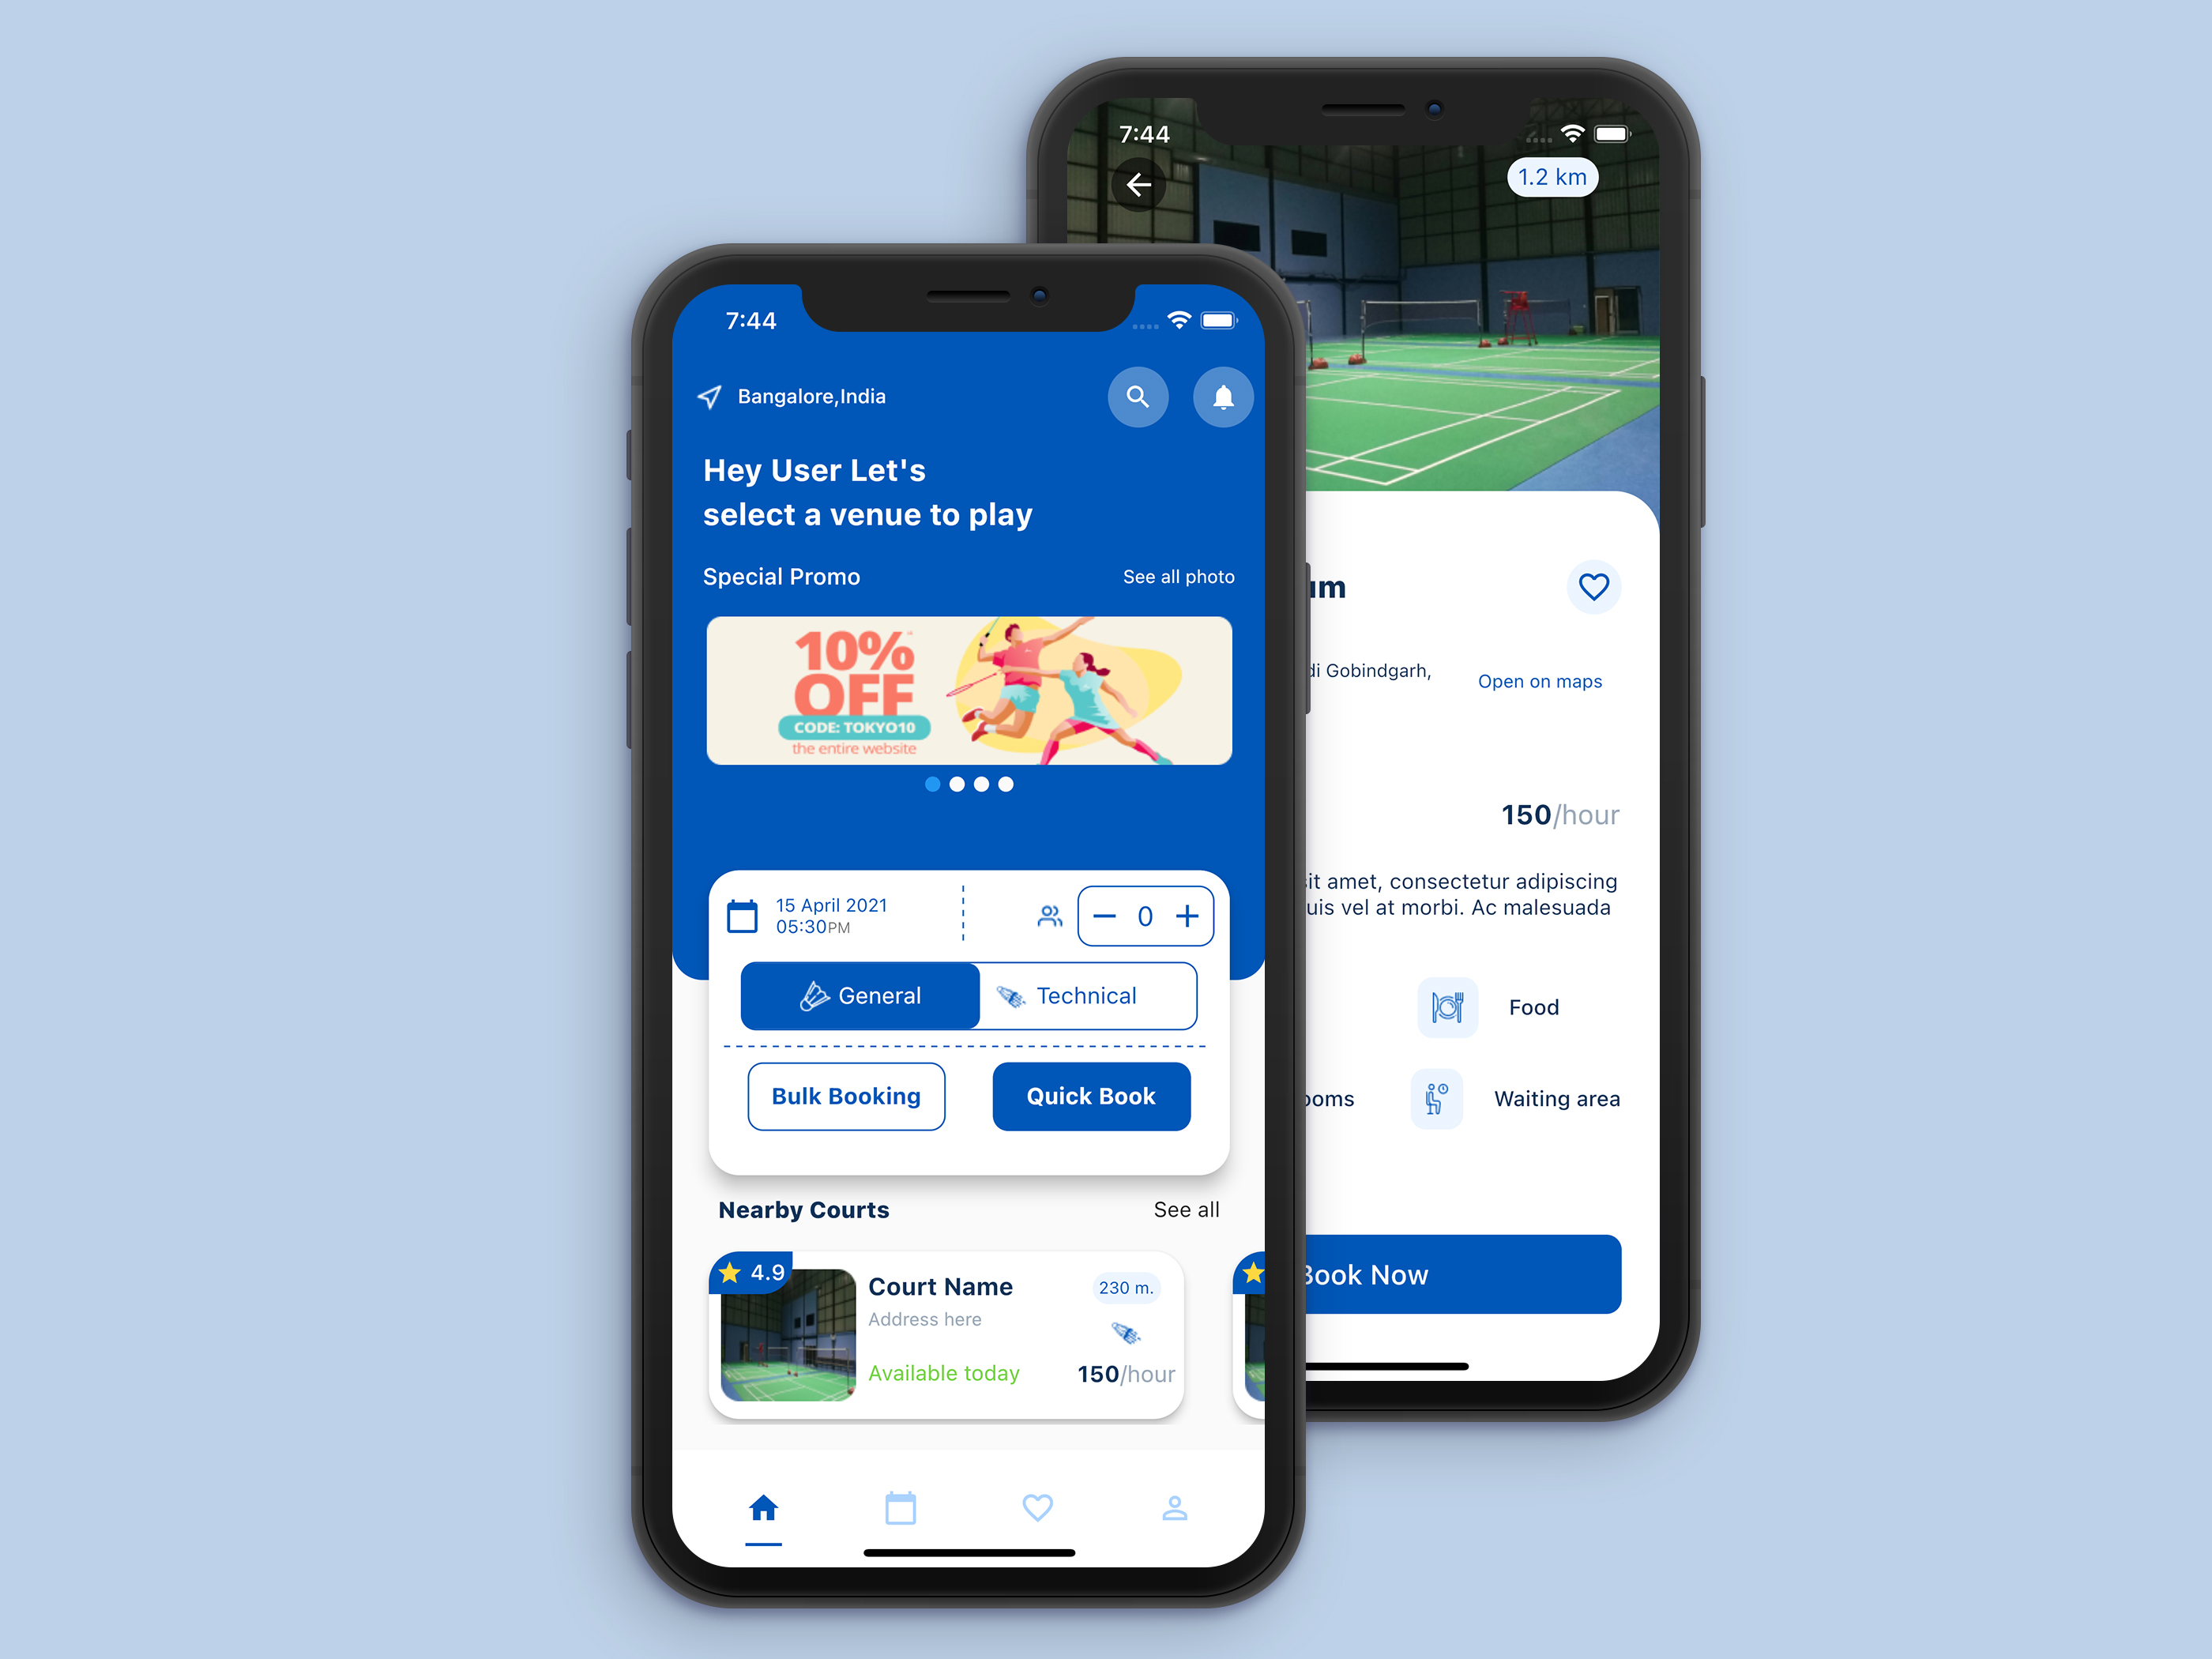 7:44
Bangalore,India
Hey User Let's
select a venue to play
Special Promo
See all photo
10%
OFF
CODE: TOKYO10
the entire website
15 April 2021
05:30PM
0
General
Technical
Bulk Booking
Quick Book
Nearby Courts
See all
4.9
Court Name
230 m.
Address here
Available today
150/hour
7:44
1.2 km
di Gobindgarh,
Open on maps
150/hour
sit amet, consectetur adipiscing
uis vel at morbi. Ac malesuada
Food
ooms
Waiting area
Book Now